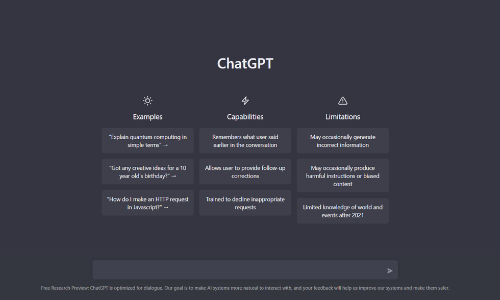 ChatGPT
Examples
"Explain quantum computing in
simple terms" →
"Got any creative ideas for a 10
year old's birthday?" →
"How do I make an HTTP request
in Javascript?" →
Capabilities
Remembers what user said
earlier in the conversation
Allows user to provide follow-up
corrections
Trained to decline inappropriate
requests
Limitations
May occasionally generate
incorrect information
May occasionally produce
harmful instructions or biased
content
Limited knowledge of world and
events after 2021
Free Research Preview: ChatGPT is optimized for dialogue. Our goal is to make AI systems more natural to interact with, and your feedback will help us improve our systems and make them safer.